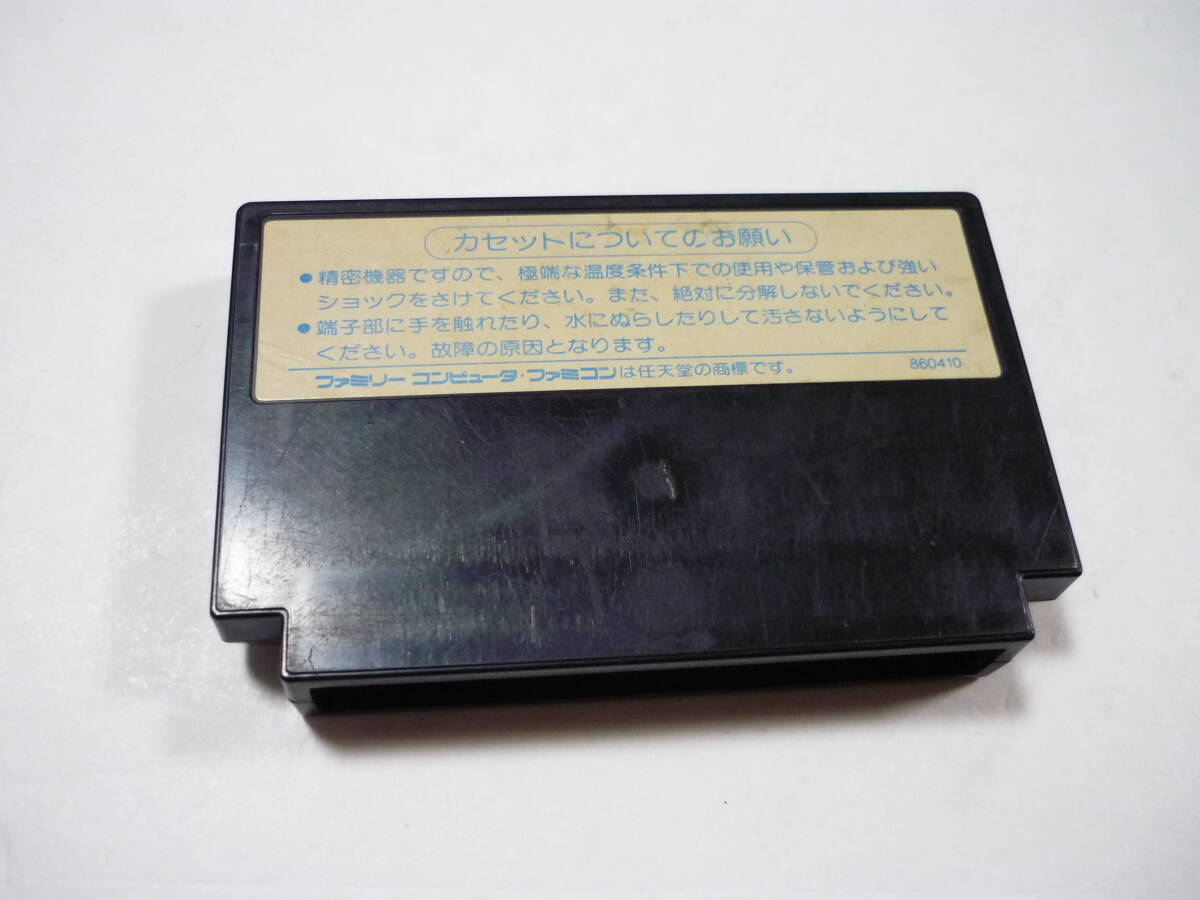 カセットについてのお願い
●精密機器ですので、極端な温度条件下での使用や保管および強い
ショックをさけてください。また、絶対に分解しないでください。
●端子部に手を触れたり、水にぬらしたりして汚さないようにして
ください。故障の原因となります。
ファミリー コンピュータ・ファミコンは任天堂の商標です。 860410